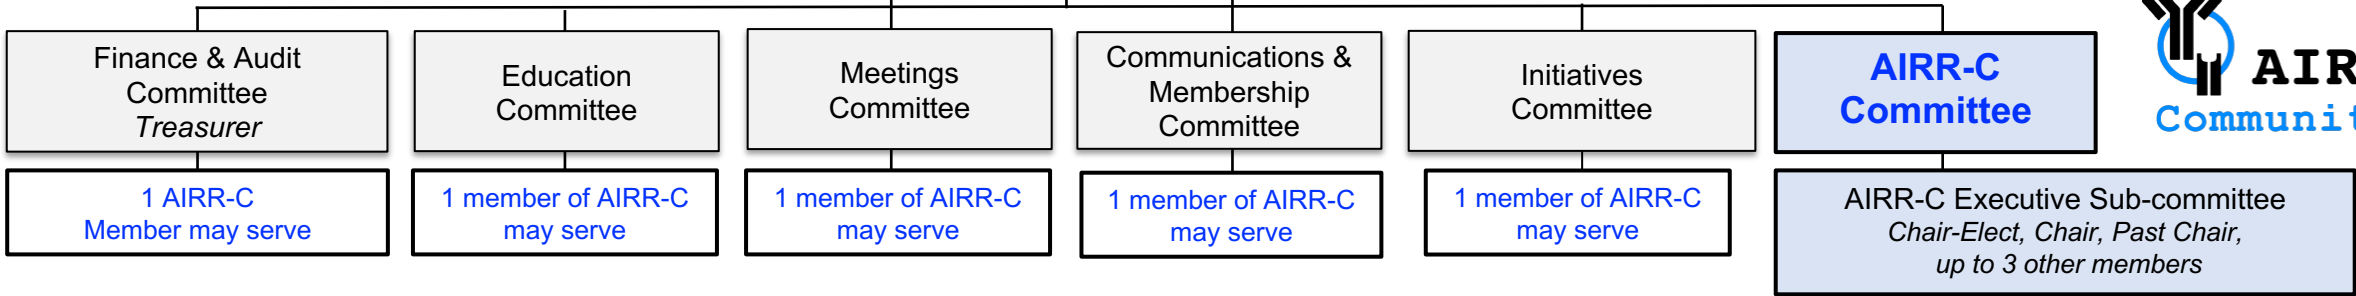 Finance & Audit
Committee
Treasurer
Education
Committee
Meetings
Committee
Communications &
Membership
Committee
Initiatives
Committee
AIRR-C
Committee
1 AIRR-C
Member may serve
1 member of AIRR-C
may serve
1 member of AIRR-C
may serve
1 member of AIRR-C
may serve
1 member of AIRR-C
may serve
AIRR-C Executive Sub-committee
Chair-Elect, Chair, Past Chair,
up to 3 other members